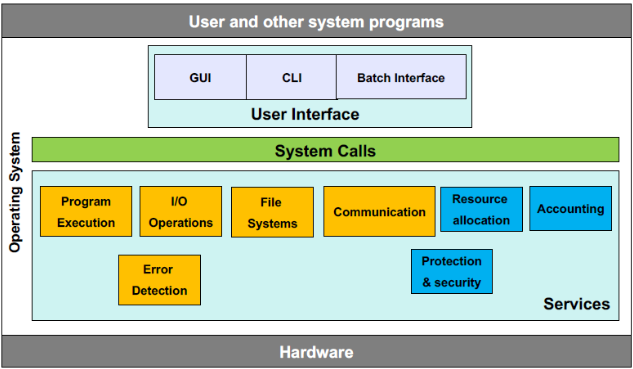 User and other system programs
GUI
CLI
Batch Interface
User Interface
Operating System
System Calls
Program
Execution
I/O
Operations
File
Systems
Communication
Resource
allocation
Accounting
Error
Detection
Protection
& security
Services
Hardware